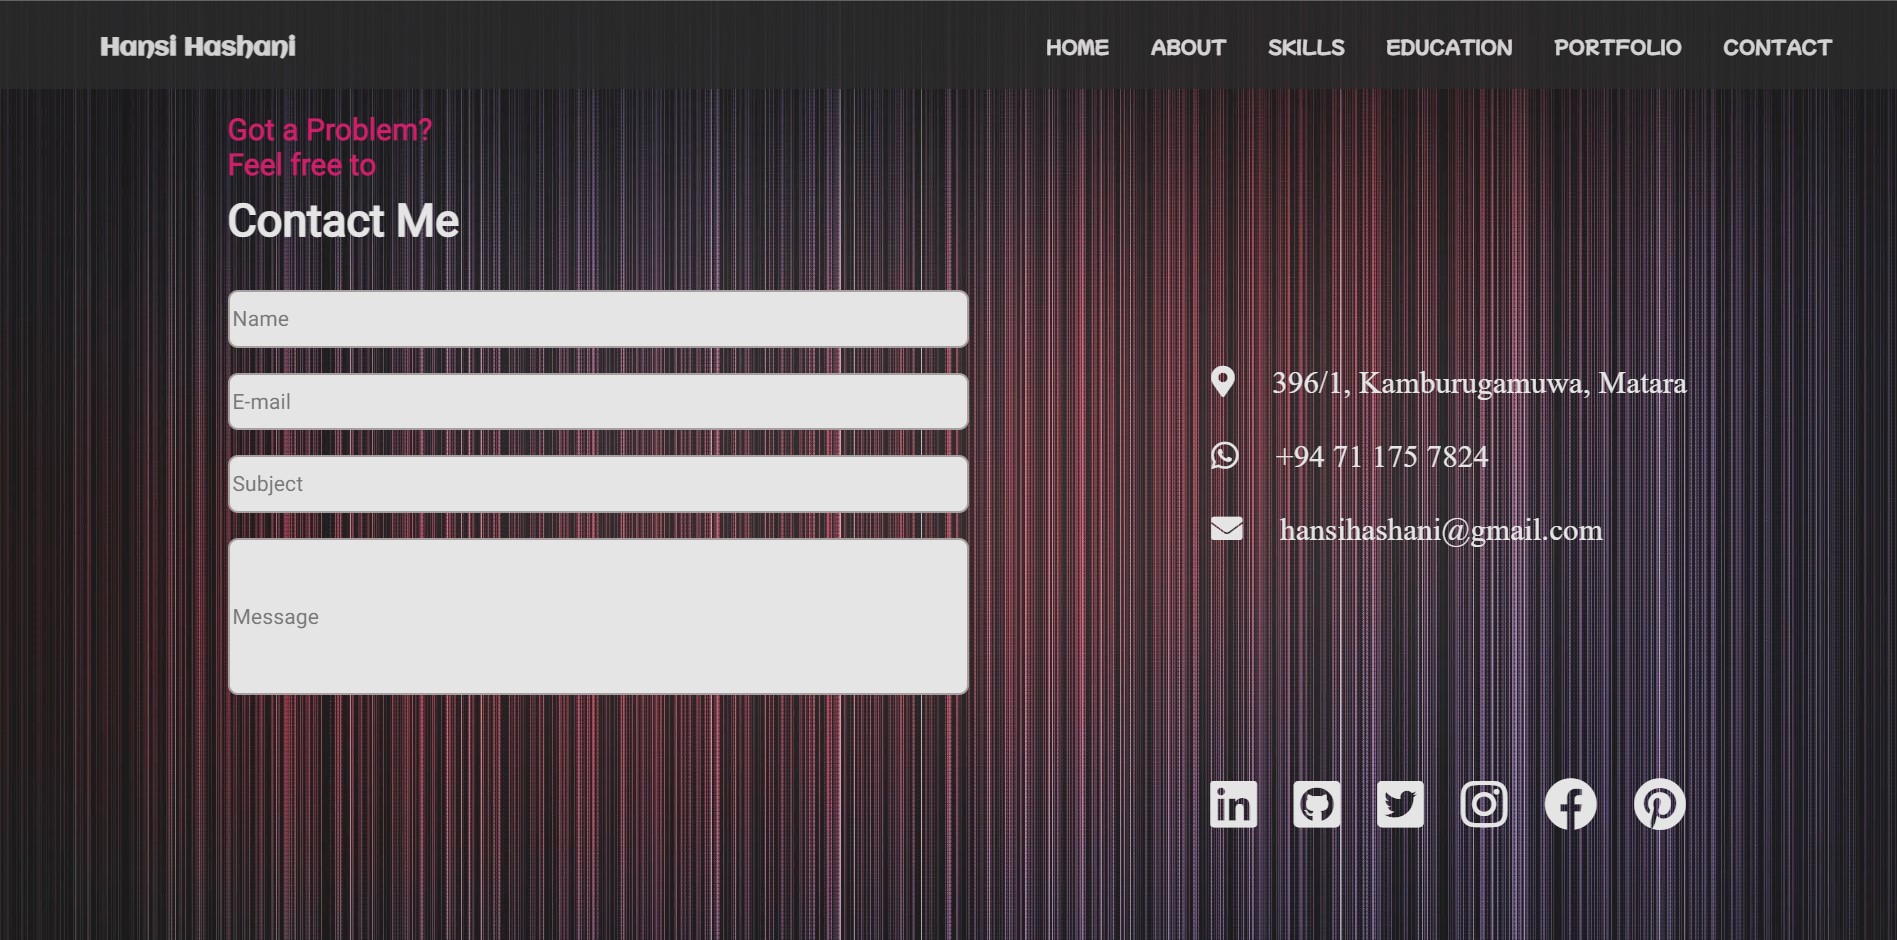 Hansi Hashani
HOME ABOUT SKILLS EDUCATION PORTFOLIO CONTACT
Got a Problem?
Feel free to
Contact Me
Name
E-mail
Subject
Message
396/1, Kamburugamuwa, Matara
+94 71 175 7824
hansihashani@gmail.com